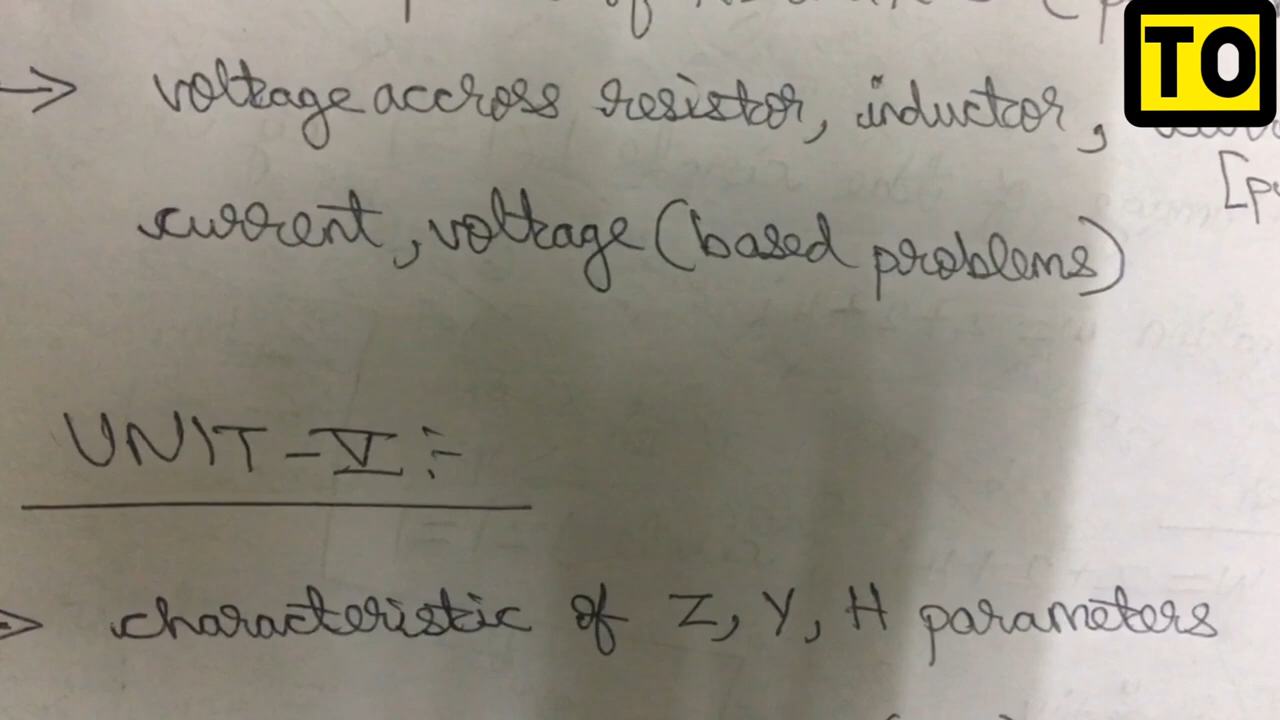 TO
→ voltage accross resistor, inductor,
current, voltage (based problems)
UNIT-V :-
→ characteristic of Z, Y, H parameters